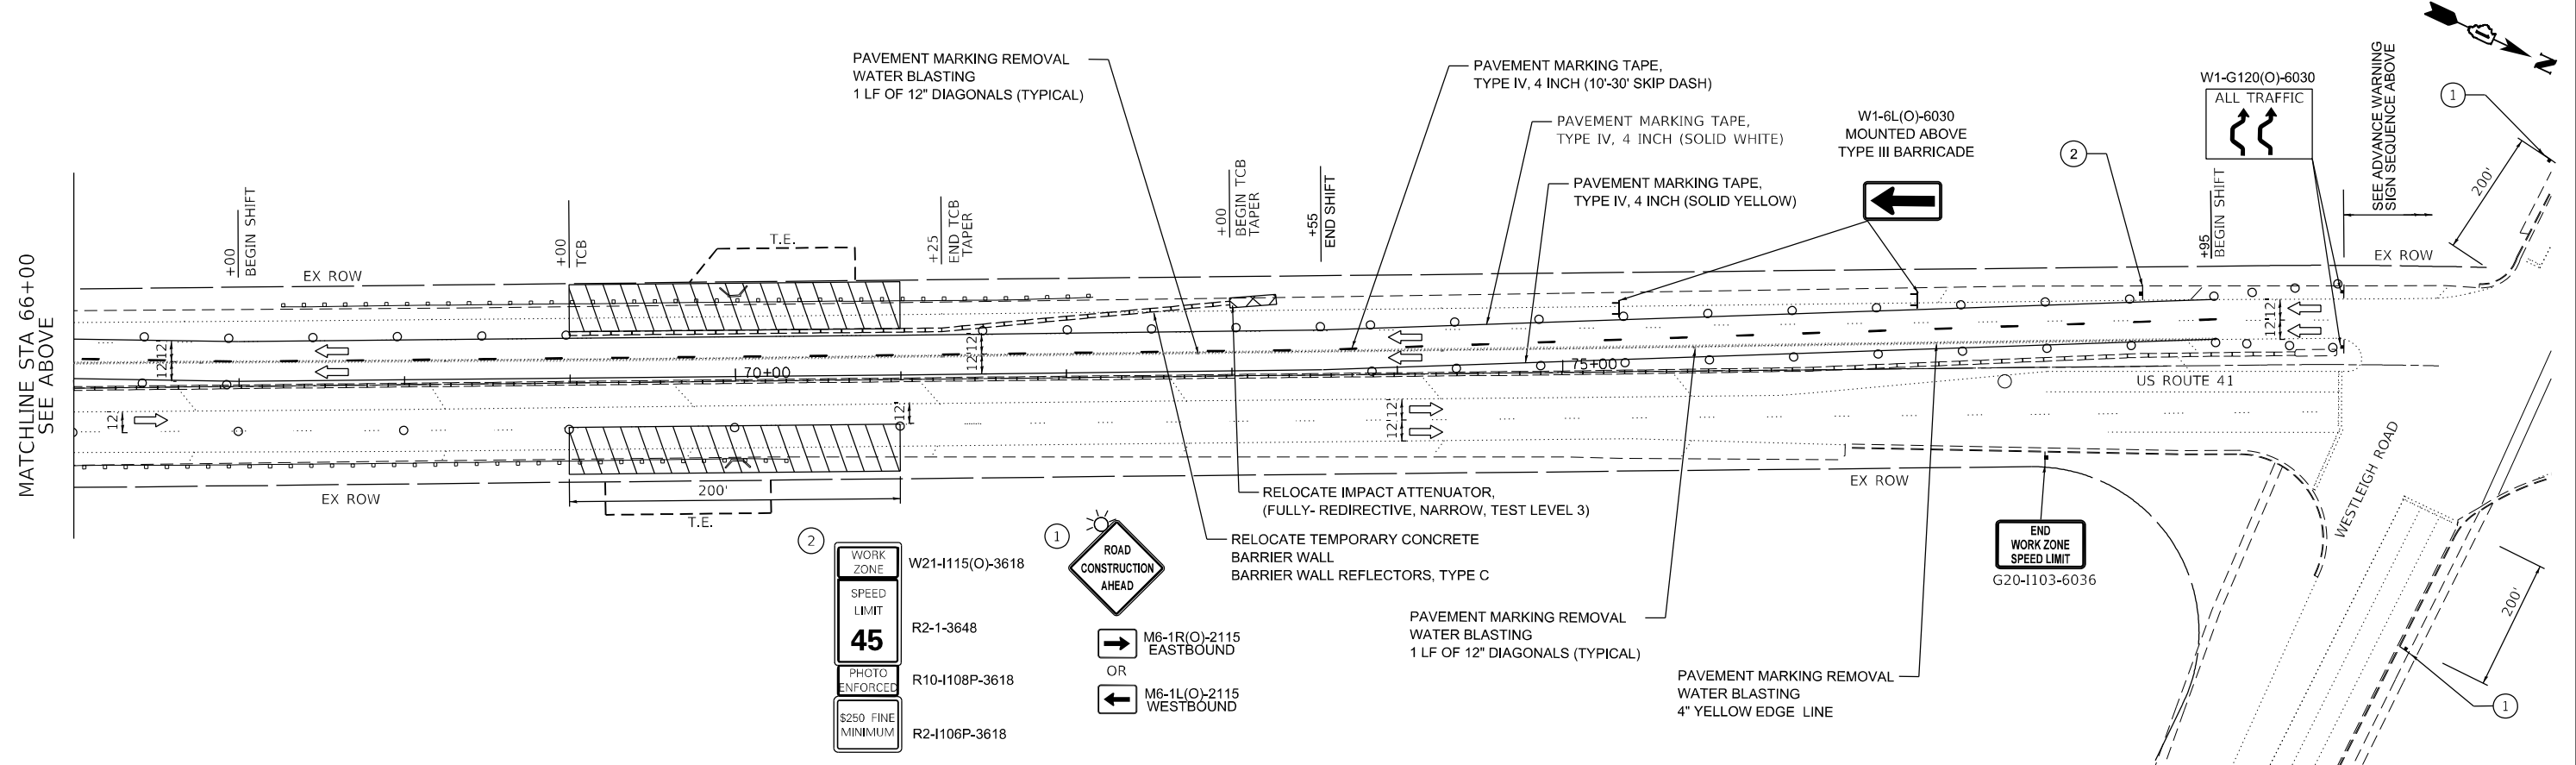 MATCHLINE STA 66+00
SEE ABOVE
PAVEMENT MARKING REMOVAL
WATER BLASTING
1 LF OF 12" DIAGONALS (TYPICAL)
PAVEMENT MARKING TAPE,
TYPE IV, 4 INCH (10'-30' SKIP DASH)
PAVEMENT MARKING TAPE,
TYPE IV, 4 INCH (SOLID WHITE)
PAVEMENT MARKING TAPE,
TYPE IV, 4 INCH (SOLID YELLOW)
W1-6L(O)-6030
MOUNTED ABOVE
TYPE III BARRICADE
2
W1-G120(O)-6030
ALL TRAFFIC
SEE ADVANCE WARNING
SIGN SEQUENCE ABOVE
1
N
200'
+00
BEGIN SHIFT
+00
TCB
+25
END TCB
TAPER
+00
BEGIN TCB
TAPER
+55
END SHIFT
+95
BEGIN SHIFT
EX ROW
T.E.
EX ROW
12'
12'
12'
12'
12'
12'
70+00
75+00
US ROUTE 41
12'
12'
12'
12'
EX ROW
200'
T.E.
EX ROW
WESTLEIGH ROAD
RELOCATE IMPACT ATTENUATOR,
(FULLY- REDIRECTIVE, NARROW, TEST LEVEL 3)
RELOCATE TEMPORARY CONCRETE
BARRIER WALL
BARRIER WALL REFLECTORS, TYPE C
2
WORK
ZONE
W21-I115(O)-3618
SPEED
LIMIT
45
R2-1-3648
PHOTO
ENFORCED
R10-I108P-3618
$250 FINE
MINIMUM
R2-I106P-3618
1
ROAD
CONSTRUCTION
AHEAD
M6-1R(O)-2115
EASTBOUND
OR
M6-1L(O)-2115
WESTBOUND
PAVEMENT MARKING REMOVAL
WATER BLASTING
1 LF OF 12" DIAGONALS (TYPICAL)
PAVEMENT MARKING REMOVAL
WATER BLASTING
4" YELLOW EDGE LINE
END
WORK ZONE
SPEED LIMIT
G20-I103-6036
200'
1